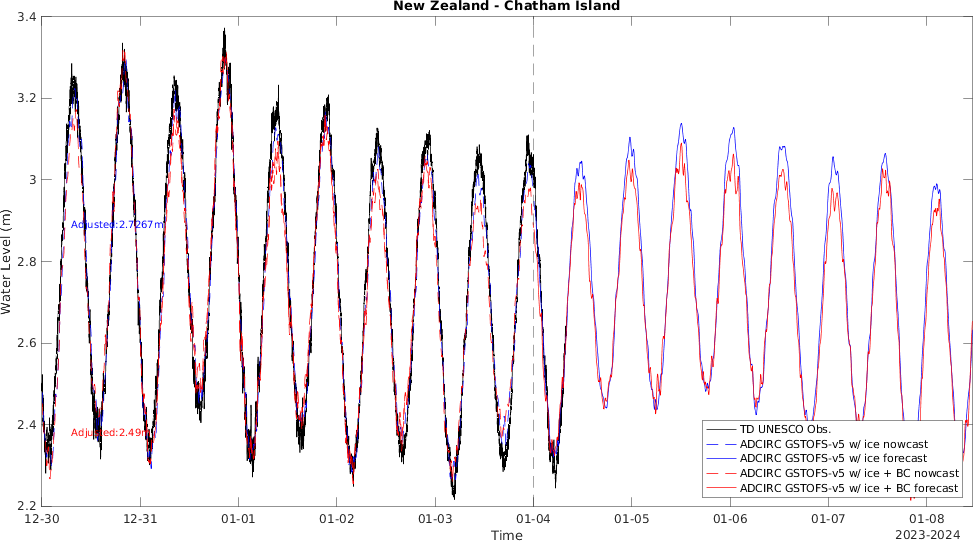 New Zealand - Chatham Island
3.4
3.2
3
2.8
2.6
2.4
2.2
Water Level (m)
Adjusted:2.7267m
Adjusted:2.49m
TD UNESCO Obs.
ADCIRC GSTOFS-v5 w/ ice nowcast
ADCIRC GSTOFS-v5 w/ ice forecast
ADCIRC GSTOFS-v5 w/ ice + BC nowcast
ADCIRC GSTOFS-v5 w/ ice + BC forecast
12-30 12-31 01-01 01-02 01-03 01-04 01-05 01-06 01-07 01-08
Time
2023-2024